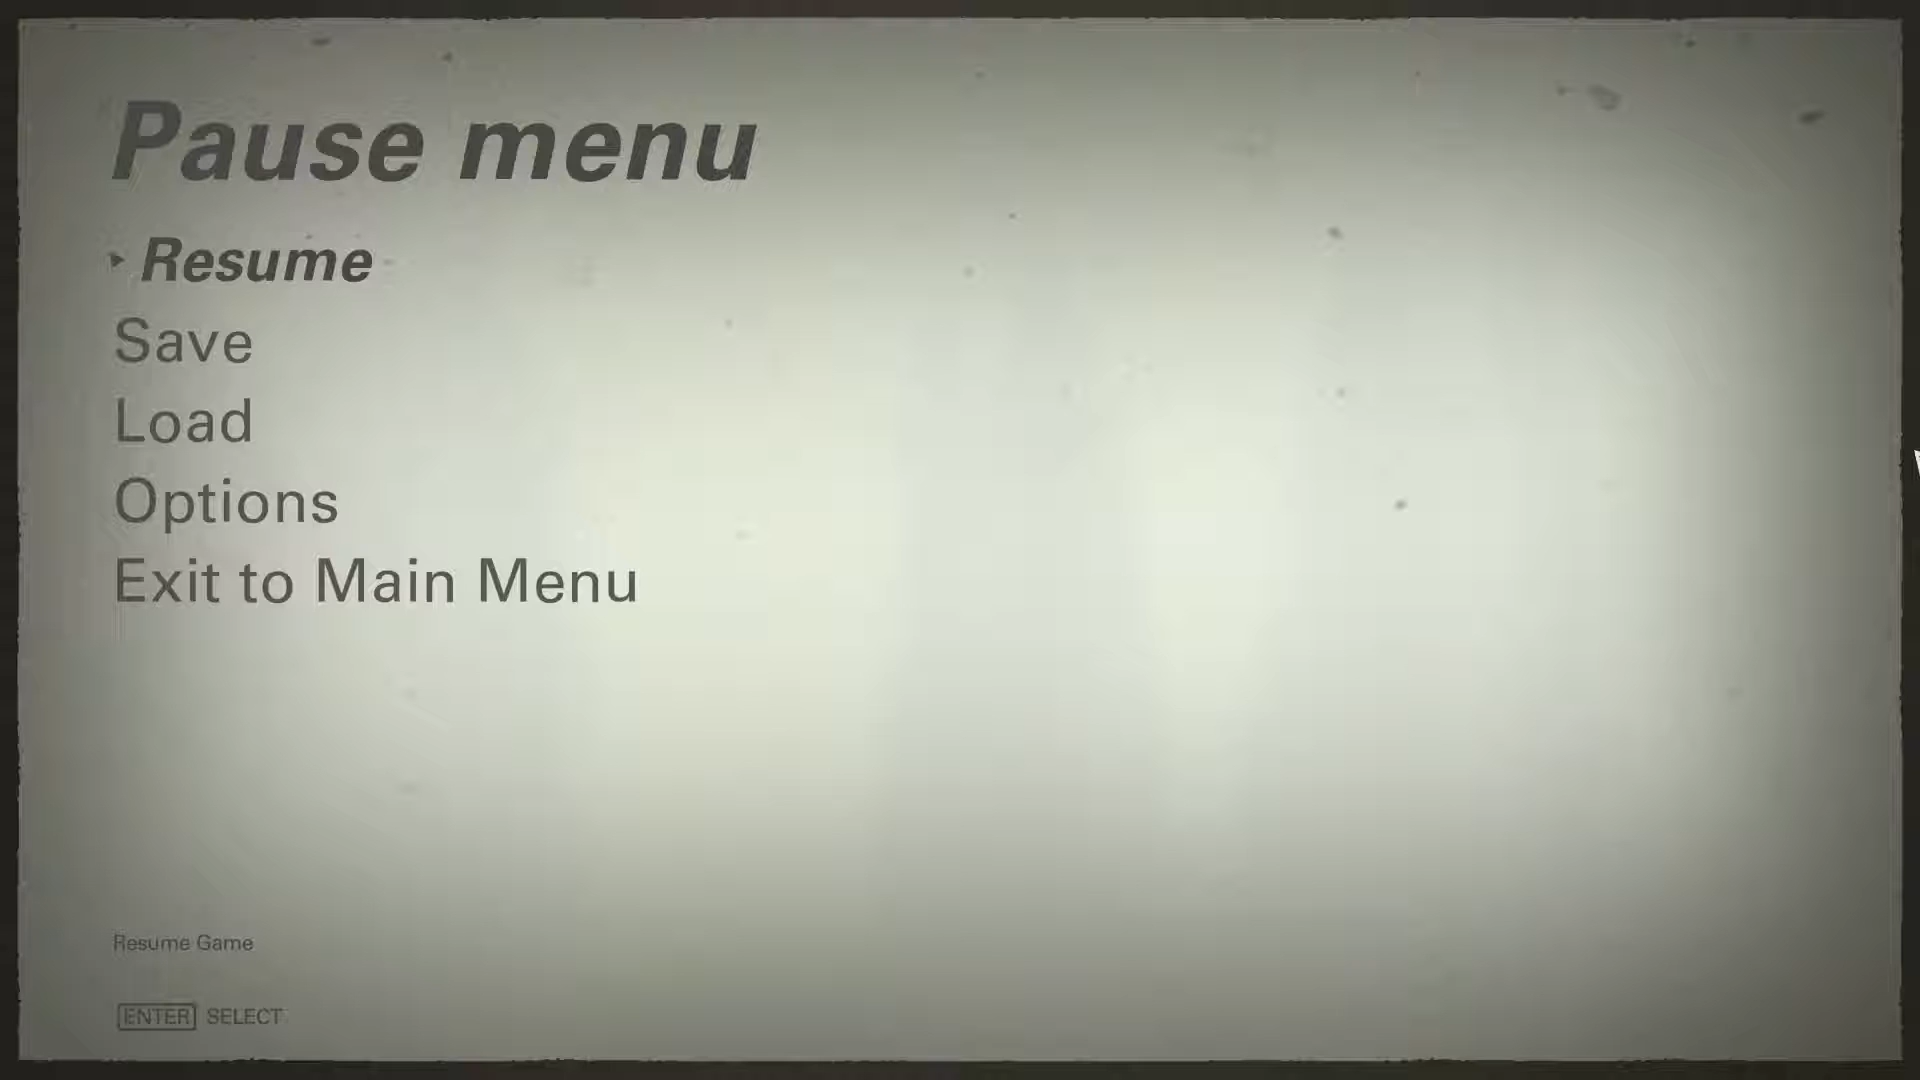 Pause menu
Resume
Save
Load
Options
Exit to Main Menu
Resume Game
ENTER SELECT